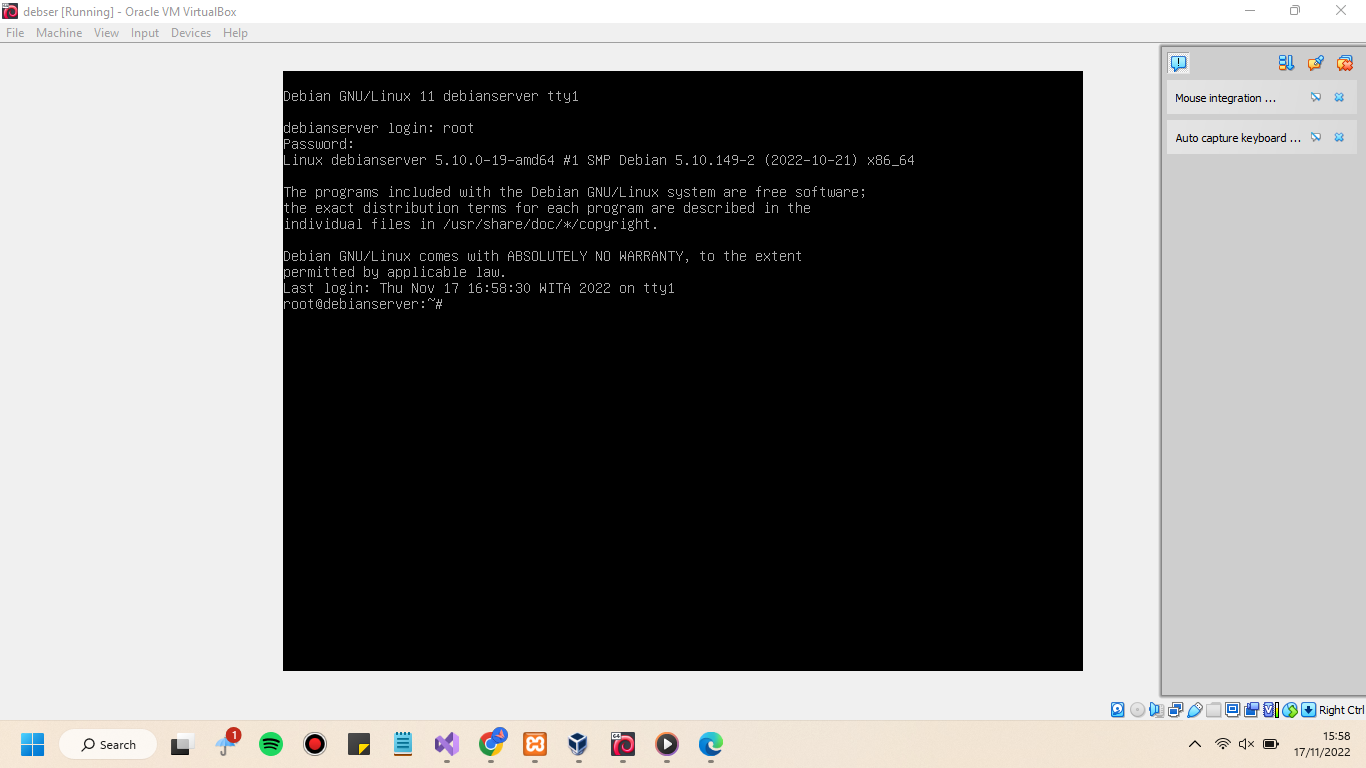 debser [Running] - Oracle VM VirtualBox
File Machine View Input Devices Help
Debian GNU/Linux 11 debianserver tty1
debianserver login: root
Password:
Linux debianserver 5.10.0-19-amd64 #1 SMP Debian 5.10.149-2 (2022-10-21) x86_64
The programs included with the Debian GNU/Linux system are free software;
the exact distribution terms for each program are described in the
individual files in /usr/share/doc/*/copyright.
Debian GNU/Linux comes with ABSOLUTELY NO WARRANTY, to the extent
permitted by applicable law.
Last login: Thu Nov 17 16:58:30 WITA 2022 on tty1
root@debianserver:~#
Mouse integration ...
Auto capture keyboard ...
Right Ctrl
Search
1
15:58
17/11/2022